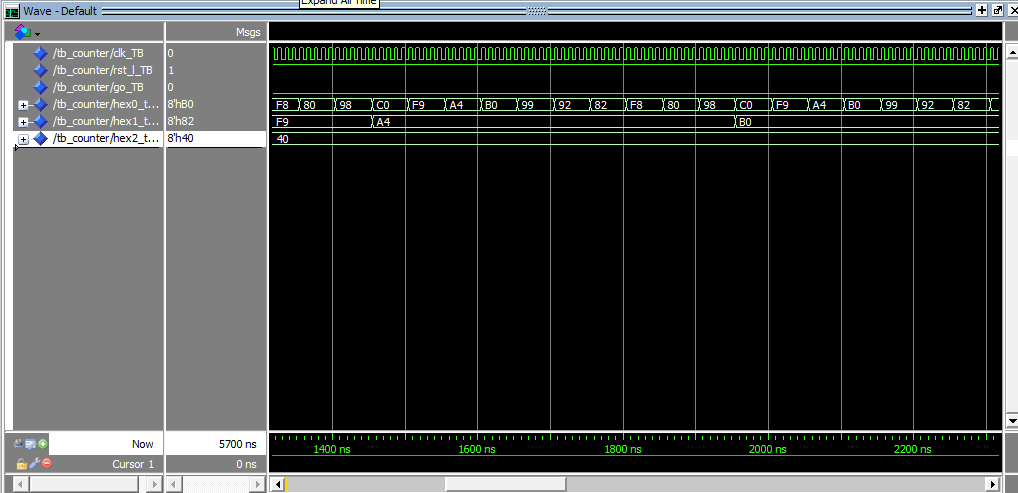 Expand All Time
Wave - Default
Msgs
/tb_counter/clk_TB 0
/tb_counter/rst_l_TB 1
/tb_counter/go_TB 0
/tb_counter/hex0_t... 8'hB0 F8 80 98 C0 F9 A4 B0 99 92 82 F8 80 98 C0 F9 A4 B0 99 92 82
/tb_counter/hex1_t... 8'h82 F9 A4 B0
/tb_counter/hex2_t... 8'h40 40
Now 5700 ns 1400 ns 1600 ns 1800 ns 2000 ns 2200 ns
Cursor 1 0 ns